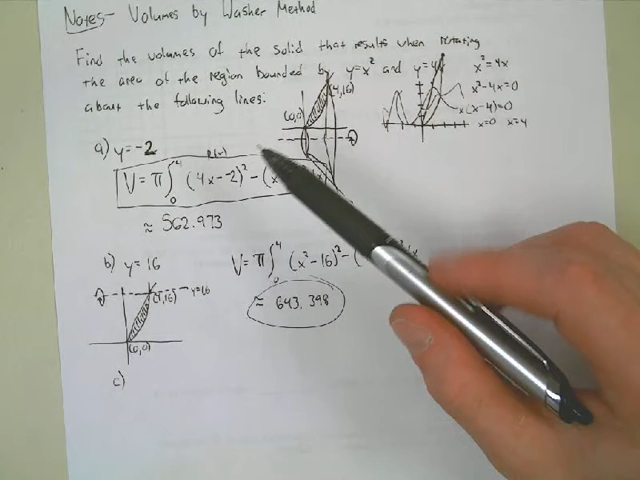 Notes - Volumes by Washer Method
Find the volumes of the solid that results when rotating
the area of the region bounded by y=x² and y=4
about the following lines:
x²=4x
x²-4x=0
x(x-4)=0
x=0 x=4
(4,16)
(0,0)
a) y=-2
V = π∫₀⁴ (4x-2)² - (x
≈ 562.973
b) y=16
V = π∫₀⁴ (x²-16)² - (
≈ 643.398
(4,16) y=16
(0,0)
c)